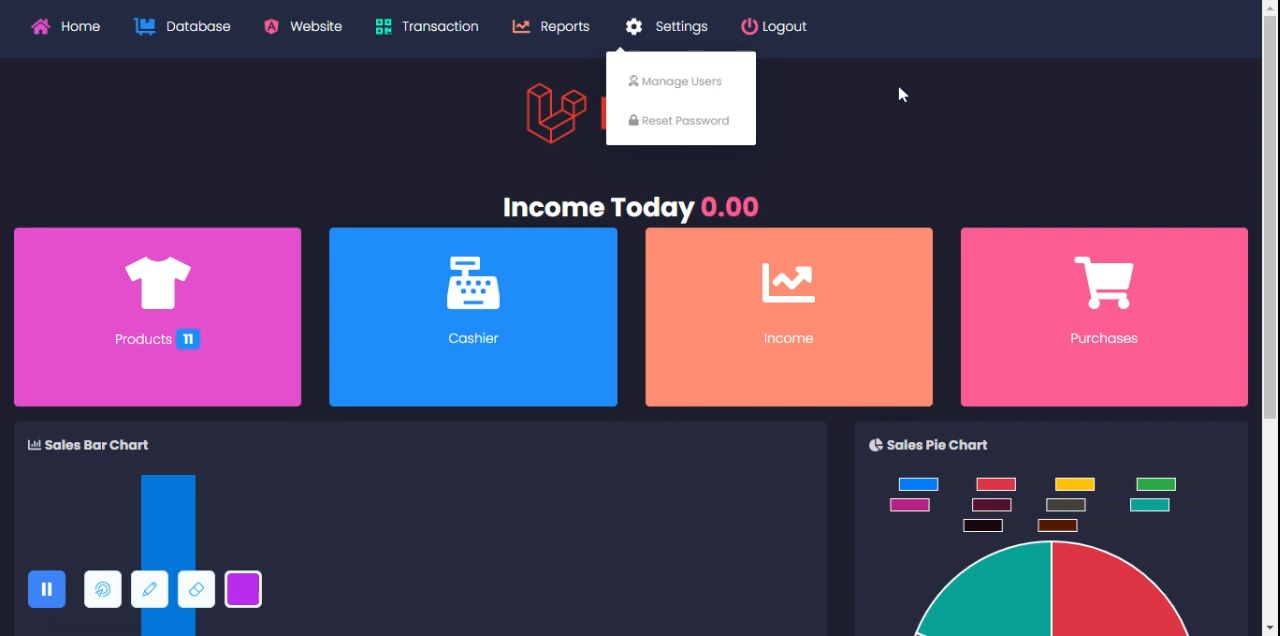 Home Database Website Transaction Reports Settings Logout
Manage Users
Reset Password
Income Today 0.00
Products 11
Cashier
Income
Purchases
Sales Bar Chart
Sales Pie Chart